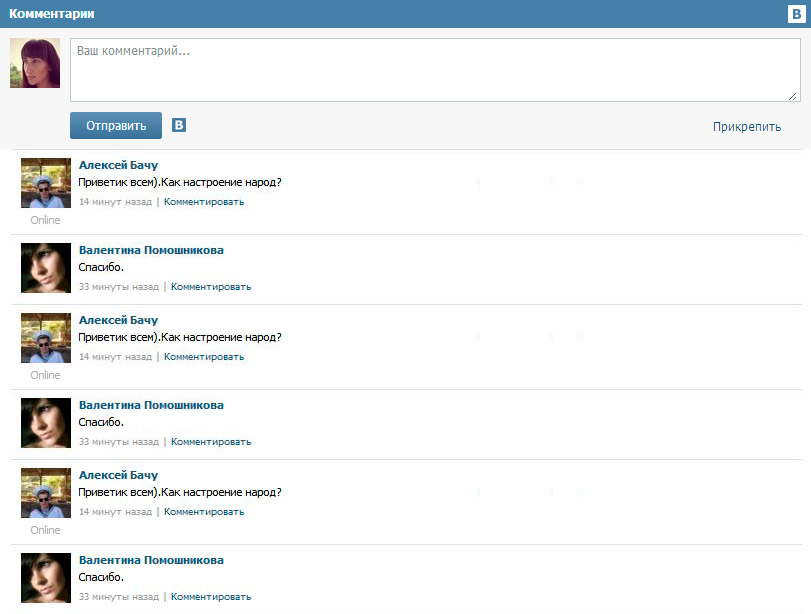 Комментарии
B
Ваш комментарий...
Отправить B Прикрепить
Алексей Бачу
Приветик всем).Как настроение народ?
14 минут назад | Комментировать
Online
Валентина Помошникова
Спасибо.
33 минуты назад | Комментировать
Алексей Бачу
Приветик всем).Как настроение народ?
14 минут назад | Комментировать
Online
Валентина Помошникова
Спасибо.
33 минуты назад | Комментировать
Алексей Бачу
Приветик всем).Как настроение народ?
14 минут назад | Комментировать
Online
Валентина Помошникова
Спасибо.
33 минуты назад | Комментировать